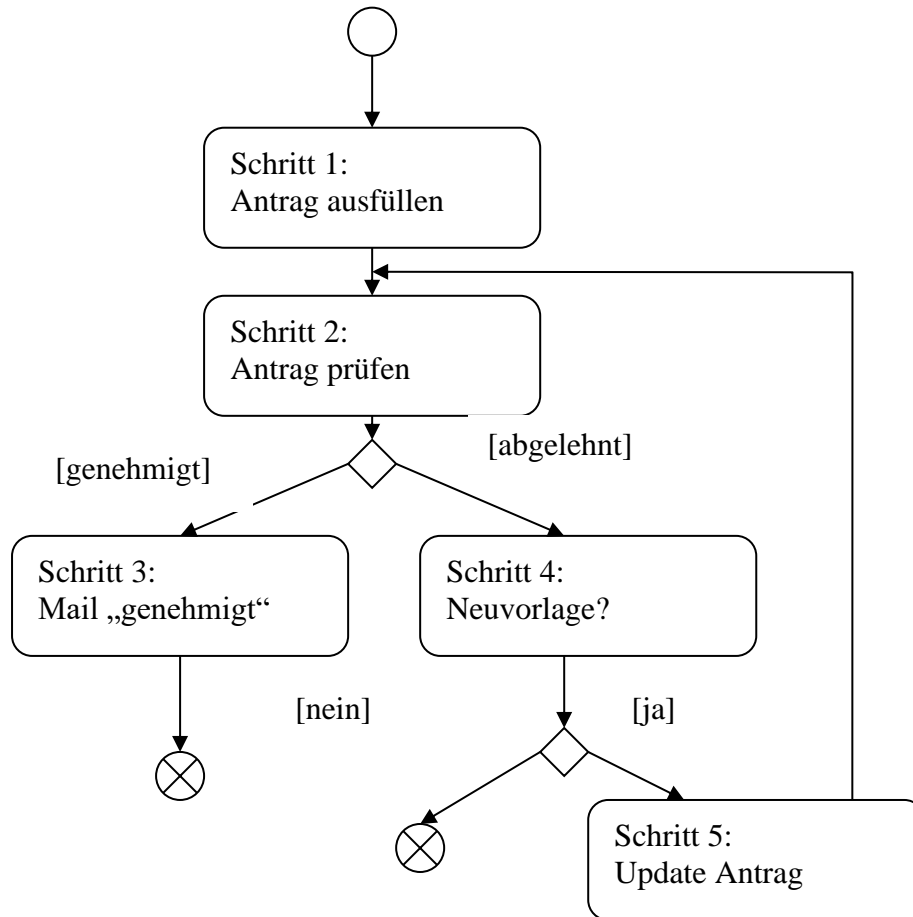 Schritt 1:
Antrag ausfüllen
Schritt 2:
Antrag prüfen
[abgelehnt]
[genehmigt]
Schritt 3:
Mail „genehmigt“
Schritt 4:
Neuvorlage?
[nein]
[ja]
Schritt 5:
Update Antrag